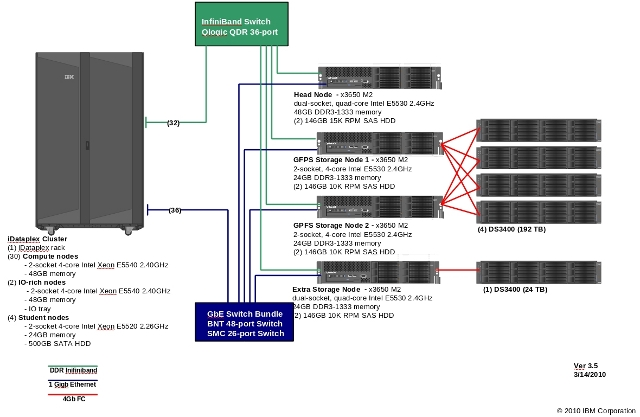 InfiniBand Switch
Qlogic QDR 36-port
IBM
(32)
(36)
Head Node - x3650 M2
dual-socket, quad-core Intel E5530 2.4GHz
48GB DDR3-1333 memory
(2) 146GB 15K RPM SAS HDD
GFPS Storage Node 1 - x3650 M2
2-socket, 4-core Intel E5530 2.4GHz
24GB DDR3-1333 memory
(2) 146GB 10K RPM SAS HDD
GPFS Storage Node 2 - x3650 M2
2-socket, 4-core Intel E5530 2.4GHz
24GB DDR3-1333 memory
(2) 146GB 10K RPM SAS HDD
(4) DS3400 (192 TB)
Extra Storage Node - x3650 M2
dual-socket, quad-core Intel E5530 2.4GHz
24GB DDR3-1333 memory
(2) 146GB 10K RPM SAS HDD
(1) DS3400 (24 TB)
iDataplex Cluster
(1) iDataplex rack
(30) Compute nodes
- 2-socket 4-core Intel Xeon E5540 2.40GHz
- 48GB memory
(2) IO-rich nodes
- 2-socket 4-core Intel Xeon E5540 2.40GHz
- 48GB memory
- IO tray
(4) Student nodes
- 2-socket 4-core Intel Xeon E5520 2.26GHz
- 24GB memory
- 500GB SATA HDD
GbE Switch Bundle
BNT 48-port Switch
SMC 26-port Switch
DDR Infiniband
1 Gigb Ethernet
4Gb FC
Ver 3.5
3/14/2010
© 2010 IBM Corporation